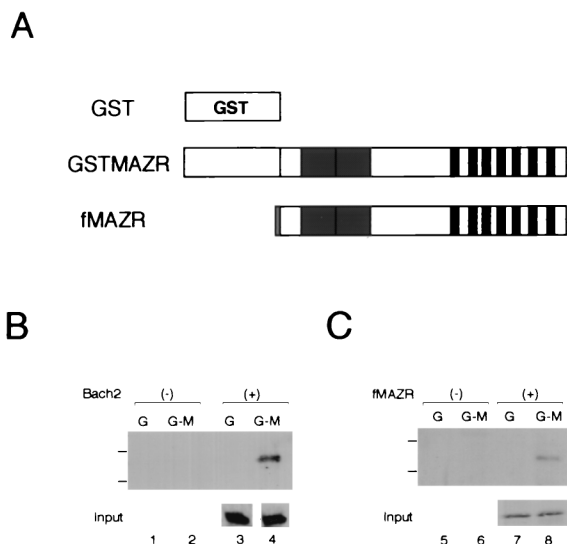 A
GST GST
GSTMAZR
fMAZR
B
Bach2 (-) (+)
G G-M G G-M
Input
1 2 3 4
C
fMAZR (-) (+)
G G-M G G-M
Input
5 6 7 8